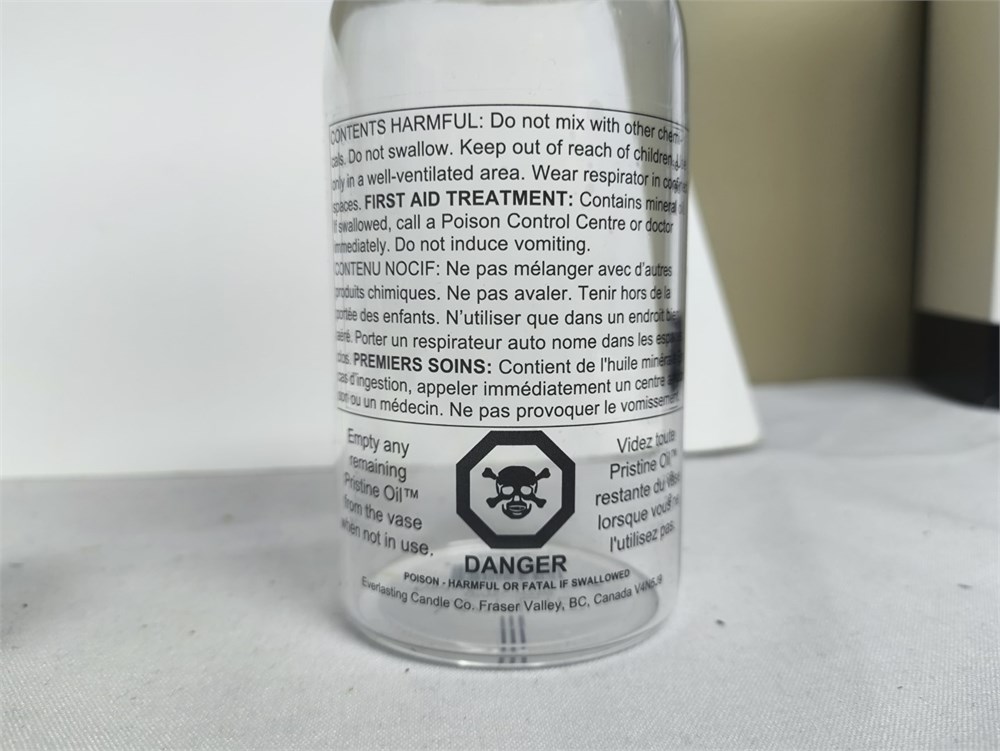 CONTENTS HARMFUL: Do not mix with other chemi-
cals. Do not swallow. Keep out of reach of children.
only in a well-ventilated area. Wear respirator in
spaces. FIRST AID TREATMENT: Contains mineral
If swallowed, call a Poison Control Centre or doctor
immediately. Do not induce vomiting.
CONTENU NOCIF: Ne pas mélanger avec d'autres
produits chimiques. Ne pas avaler. Tenir hors de la
portée des enfants. N'utiliser que dans un endroit bien
aéré. Porter un respirateur auto nome dans les
clos. PREMIERS SOINS: Contient de l'huile
cas d'ingestion, appeler immédiatement un centre
ou un médecin. Ne pas provoquer le vomissement.
Empty any
remaining
Pristine Oil™
from the vase
when not in use.
Videz toute
Pristine Oil™
restante du
lorsque vous
l'utilisez pas.
DANGER
POISON - HARMFUL OR FATAL IF SWALLOWED
Everlasting Candle Co. Fraser Valley, BC, Canada